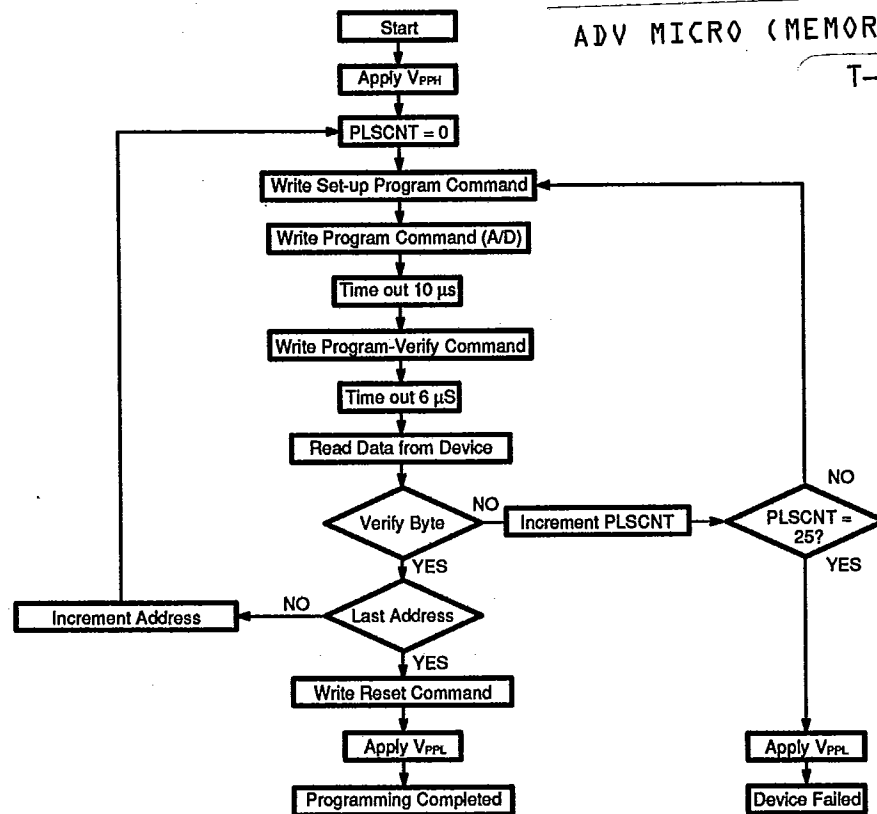 ADV MICRO (MEMOR
T-
Start
Apply VPPH
PLSCNT = 0
Write Set-up Program Command
Write Program Command (A/D)
Time out 10 µs
Write Program-Verify Command
Time out 6 µS
Read Data from Device
Verify Byte
NO
Increment PLSCNT
PLSCNT =
25?
NO
YES
YES
Last Address
NO
Increment Address
YES
Write Reset Command
Apply VPPL
Programming Completed
Apply VPPL
Device Failed